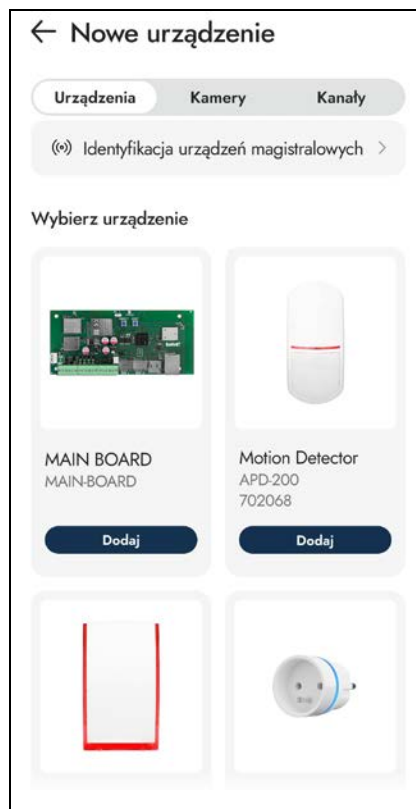 ← Nowe urządzenie
Urządzenia Kamery Kanały
Identyfikacja urządzeń magistralowych >
Wybierz urządzenie
MAIN BOARD
MAIN-BOARD
Dodaj
Motion Detector
APD-200
702068
Dodaj